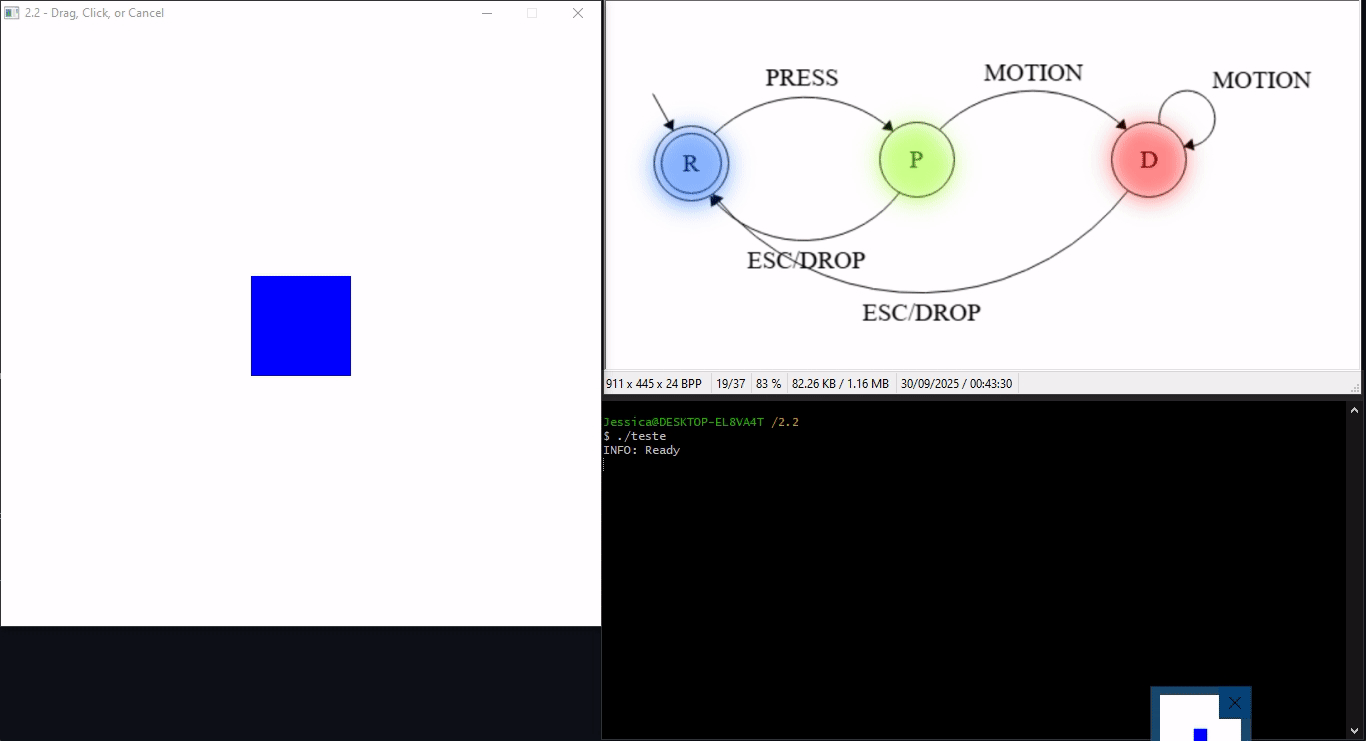 2.2 - Drag, Click, or Cancel
PRESS
MOTION
MOTION
R
P
D
ESC/DROP
ESC/DROP
911 x 445 x 24 BPP 19/37 83 % 82.26 KB / 1.16 MB 30/09/2025 / 00:43:30
Jessica@DESKTOP-EL8VA4T /2.2
$ ./teste
INFO: Ready